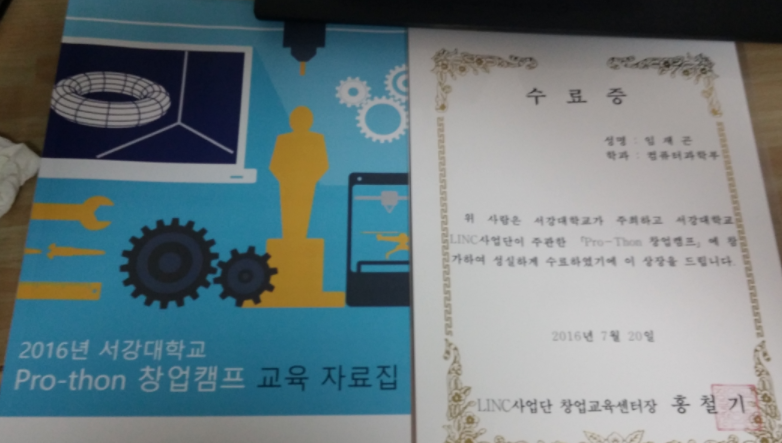 2016년 서강대학교
Pro-thon 창업캠프 교육 자료집
수료증
성명 : 임재곤
학과 : 컴퓨터과학부
위 사람은 서강대학교가 주최하고 서강대학교
LINC사업단이 주관한 「Pro-Thon 창업캠프」에 참
가하여 성실하게 수료하였기에 이 상장을 드립니다.
2016년 7월 20일
LINC사업단 창업교육센터장 홍철기